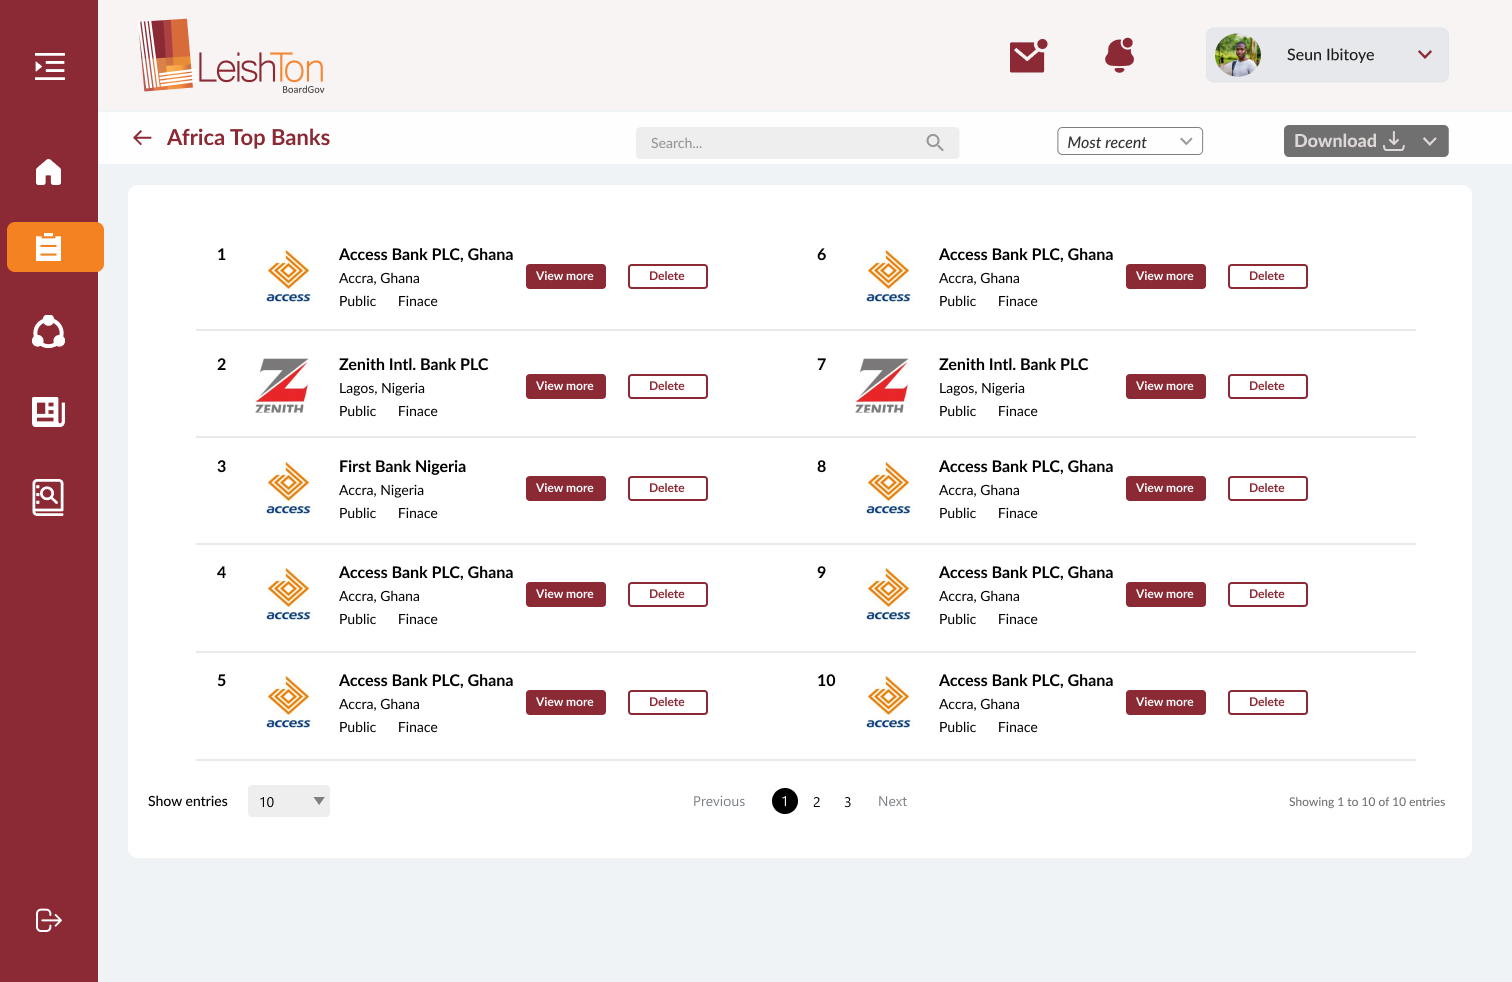 LeishTon
BoardGov
Seun Ibitoye
Africa Top Banks
Search...
Most recent
Download
1
access
Access Bank PLC, Ghana
Accra, Ghana
Public Finace
View more
Delete
6
access
Access Bank PLC, Ghana
Accra, Ghana
Public Finace
View more
Delete
2
ZENITH
Zenith Intl. Bank PLC
Lagos, Nigeria
Public Finace
View more
Delete
7
ZENITH
Zenith Intl. Bank PLC
Lagos, Nigeria
Public Finace
View more
Delete
3
access
First Bank Nigeria
Accra, Nigeria
Public Finace
View more
Delete
8
access
Access Bank PLC, Ghana
Accra, Ghana
Public Finace
View more
Delete
4
access
Access Bank PLC, Ghana
Accra, Ghana
Public Finace
View more
Delete
9
access
Access Bank PLC, Ghana
Accra, Ghana
Public Finace
View more
Delete
5
access
Access Bank PLC, Ghana
Accra, Ghana
Public Finace
View more
Delete
10
access
Access Bank PLC, Ghana
Accra, Ghana
Public Finace
View more
Delete
Show entries 10
Previous 1 2 3 Next
Showing 1 to 10 of 10 entries